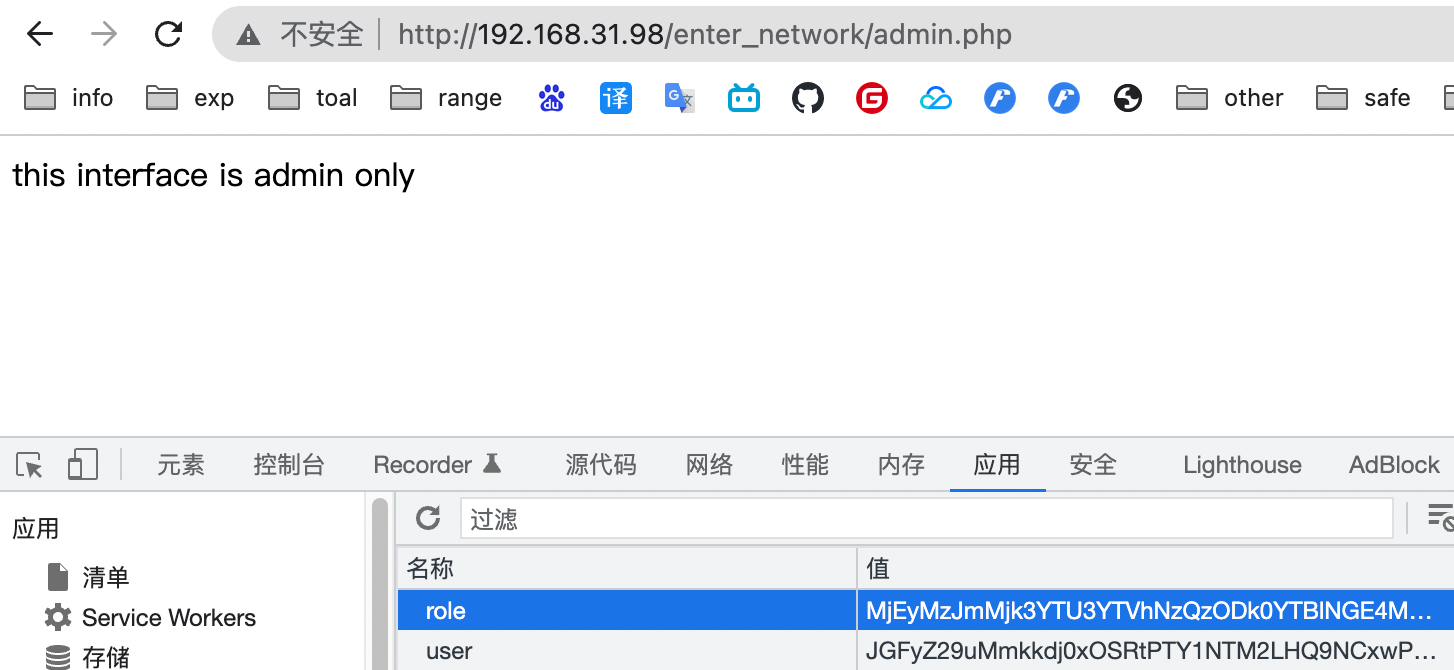 不安全 http://192.168.31.98/enter_network/admin.php
info exp toal range du 译 G 文 G other safe
this interface is admin only
元素 控制台 Recorder 源代码 网络 性能 内存 应用 安全 Lighthouse AdBlock
应用
过滤
名称 值
清单
role MjEyMzJmMjk3YTU3YTVhNzQzODk0YTBlNGE4M...
Service Workers
user JGFyZ29uMmkkdj0xOSRtPTY1NTM2LHQ9NCxwP...
存储